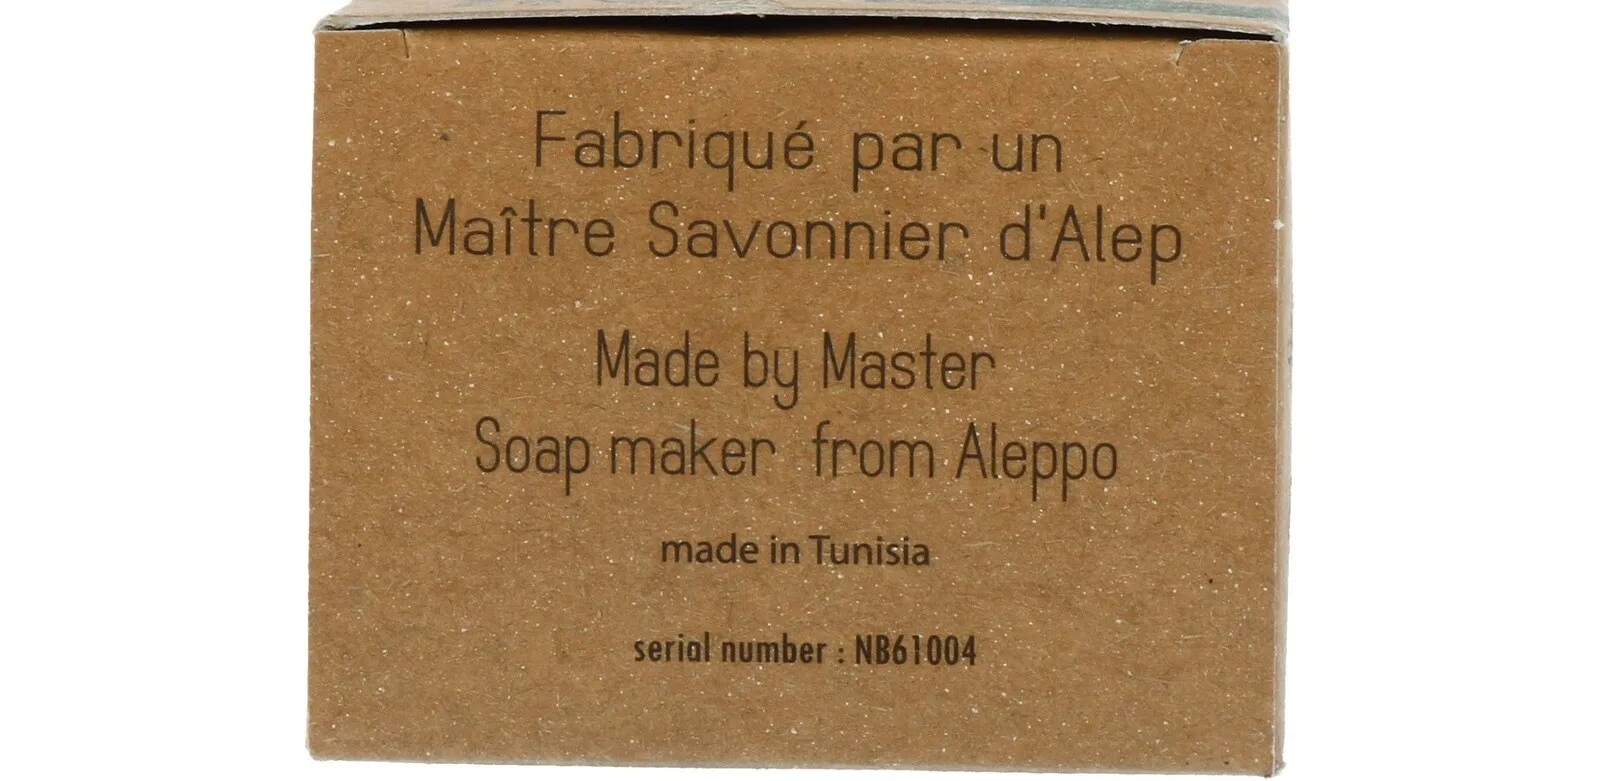 Fabriqué par un
Maître Savonnier d'Alep
Made by Master
Soap maker from Aleppo
made in Tunisia
serial number : NB61004